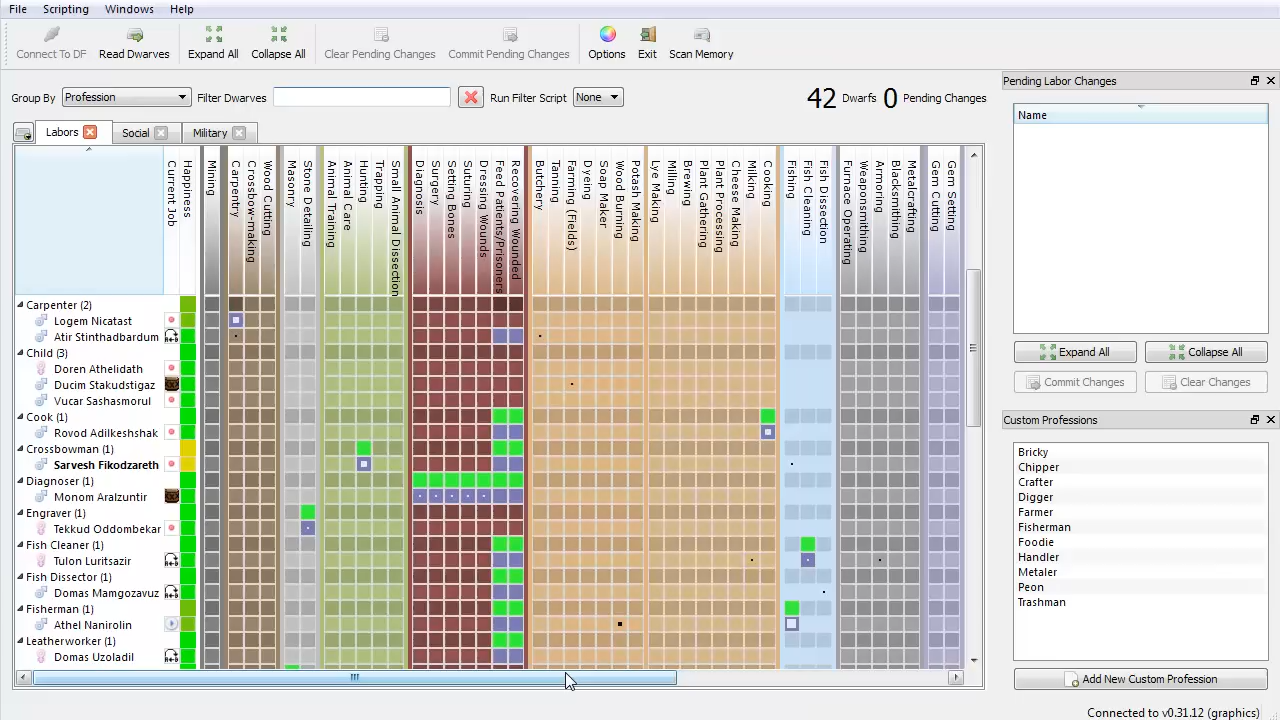 File Scripting Windows Help
Connect To DF Read Dwarves Expand All Collapse All Clear Pending Changes Commit Pending Changes Options Exit Scan Memory
Group By Profession Filter Dwarves Run Filter Script None 42 Dwarfs 0 Pending Changes
Labors Social Military
Current Job
Happiness
Mining
Carpentry
Crossbow-making
Wood Cutting
Masonry
Stone Detailing
Animal Training
Animal Care
Hunting
Trapping
Small Animal Dissection
Diagnosis
Surgery
Setting Bones
Suturing
Dressing Wounds
Feed Patients/Prisoners
Recovering Wounded
Butchery
Tanning
Farming (Fields)
Dyeing
Soap Maker
Wood Burning
Potash Making
Lye Making
Milling
Brewing
Plant Gathering
Plant Processing
Cheese Making
Milking
Cooking
Fishing
Fish Cleaning
Fish Dissection
Furnace Operating
Weaponsmithing
Armoring
Blacksmithing
Metalcrafting
Gem Cutting
Gem Setting
Carpenter (2)
Logem Nicatast
Atir Stinthadbardum
Child (3)
Doren Athelidath
Ducim Stakudstigaz
Vucar Sashasmorul
Cook (1)
Rovod Adilkeshshak
Crossbowman (1)
Sarvesh Fikodzareth
Diagnoser (1)
Monom Aralzuntir
Engraver (1)
Tekkud Oddombekar
Fish Cleaner (1)
Tulon Luritsazir
Fish Dissector (1)
Domas Mamgozavuz
Fisherman (1)
Athel Nanirolin
Leatherworker (1)
Domas Uzoladil
Pending Labor Changes
Name
Expand All Collapse All
Commit Changes Clear Changes
Custom Professions
Bricky
Chipper
Crafter
Digger
Farmer
Fisherman
Foodie
Handler
Metaler
Peon
Trashman
Add New Custom Profession
Connected to v0.31.12 (graphics)